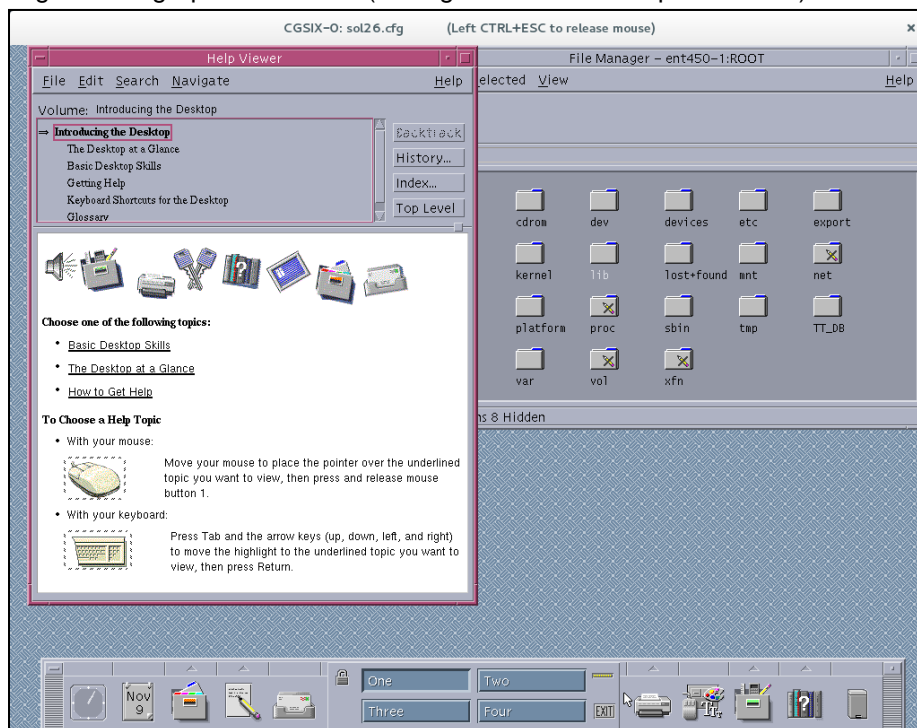 CGSIX-0: sol26.cfg (Left CTRL+ESC to release mouse)
Help Viewer
File Edit Search Navigate Help
Volume: Introducing the Desktop
⇒ Introducing the Desktop
The Desktop at a Glance
Basic Desktop Skills
Getting Help
Keyboard Shortcuts for the Desktop
Glossary
Backtrack
History...
Index...
Top Level
Choose one of the following topics:
• Basic Desktop Skills
• The Desktop at a Glance
• How to Get Help
To Choose a Help Topic
• With your mouse:
Move your mouse to place the pointer over the underlined
topic you want to view, then press and release mouse
button 1.
• With your keyboard:
Press Tab and the arrow keys (up, down, left, and right)
to move the highlight to the underlined topic you want to
view, then press Return.
File Manager – ent450-1:ROOT
elected View Help
cdrom dev devices etc export
kernel lib lost+found mnt net
platform proc sbin tmp TT_DB
var vol xfn
ns 8 Hidden
Nov
9
One Two
Three Four
EXIT